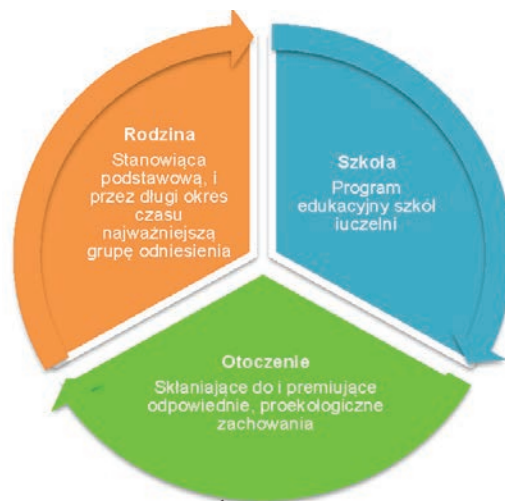 Rodzina
Stanowiąca
podstawową, i
przez długi okres
czasu
najważniejszą
grupę odniesienia
Szkoła
Program
edukacyjny szkół
iuczelni
Otoczenie
Skłaniające do i premiujące
odpowiednie, proekologiczne
zachowania